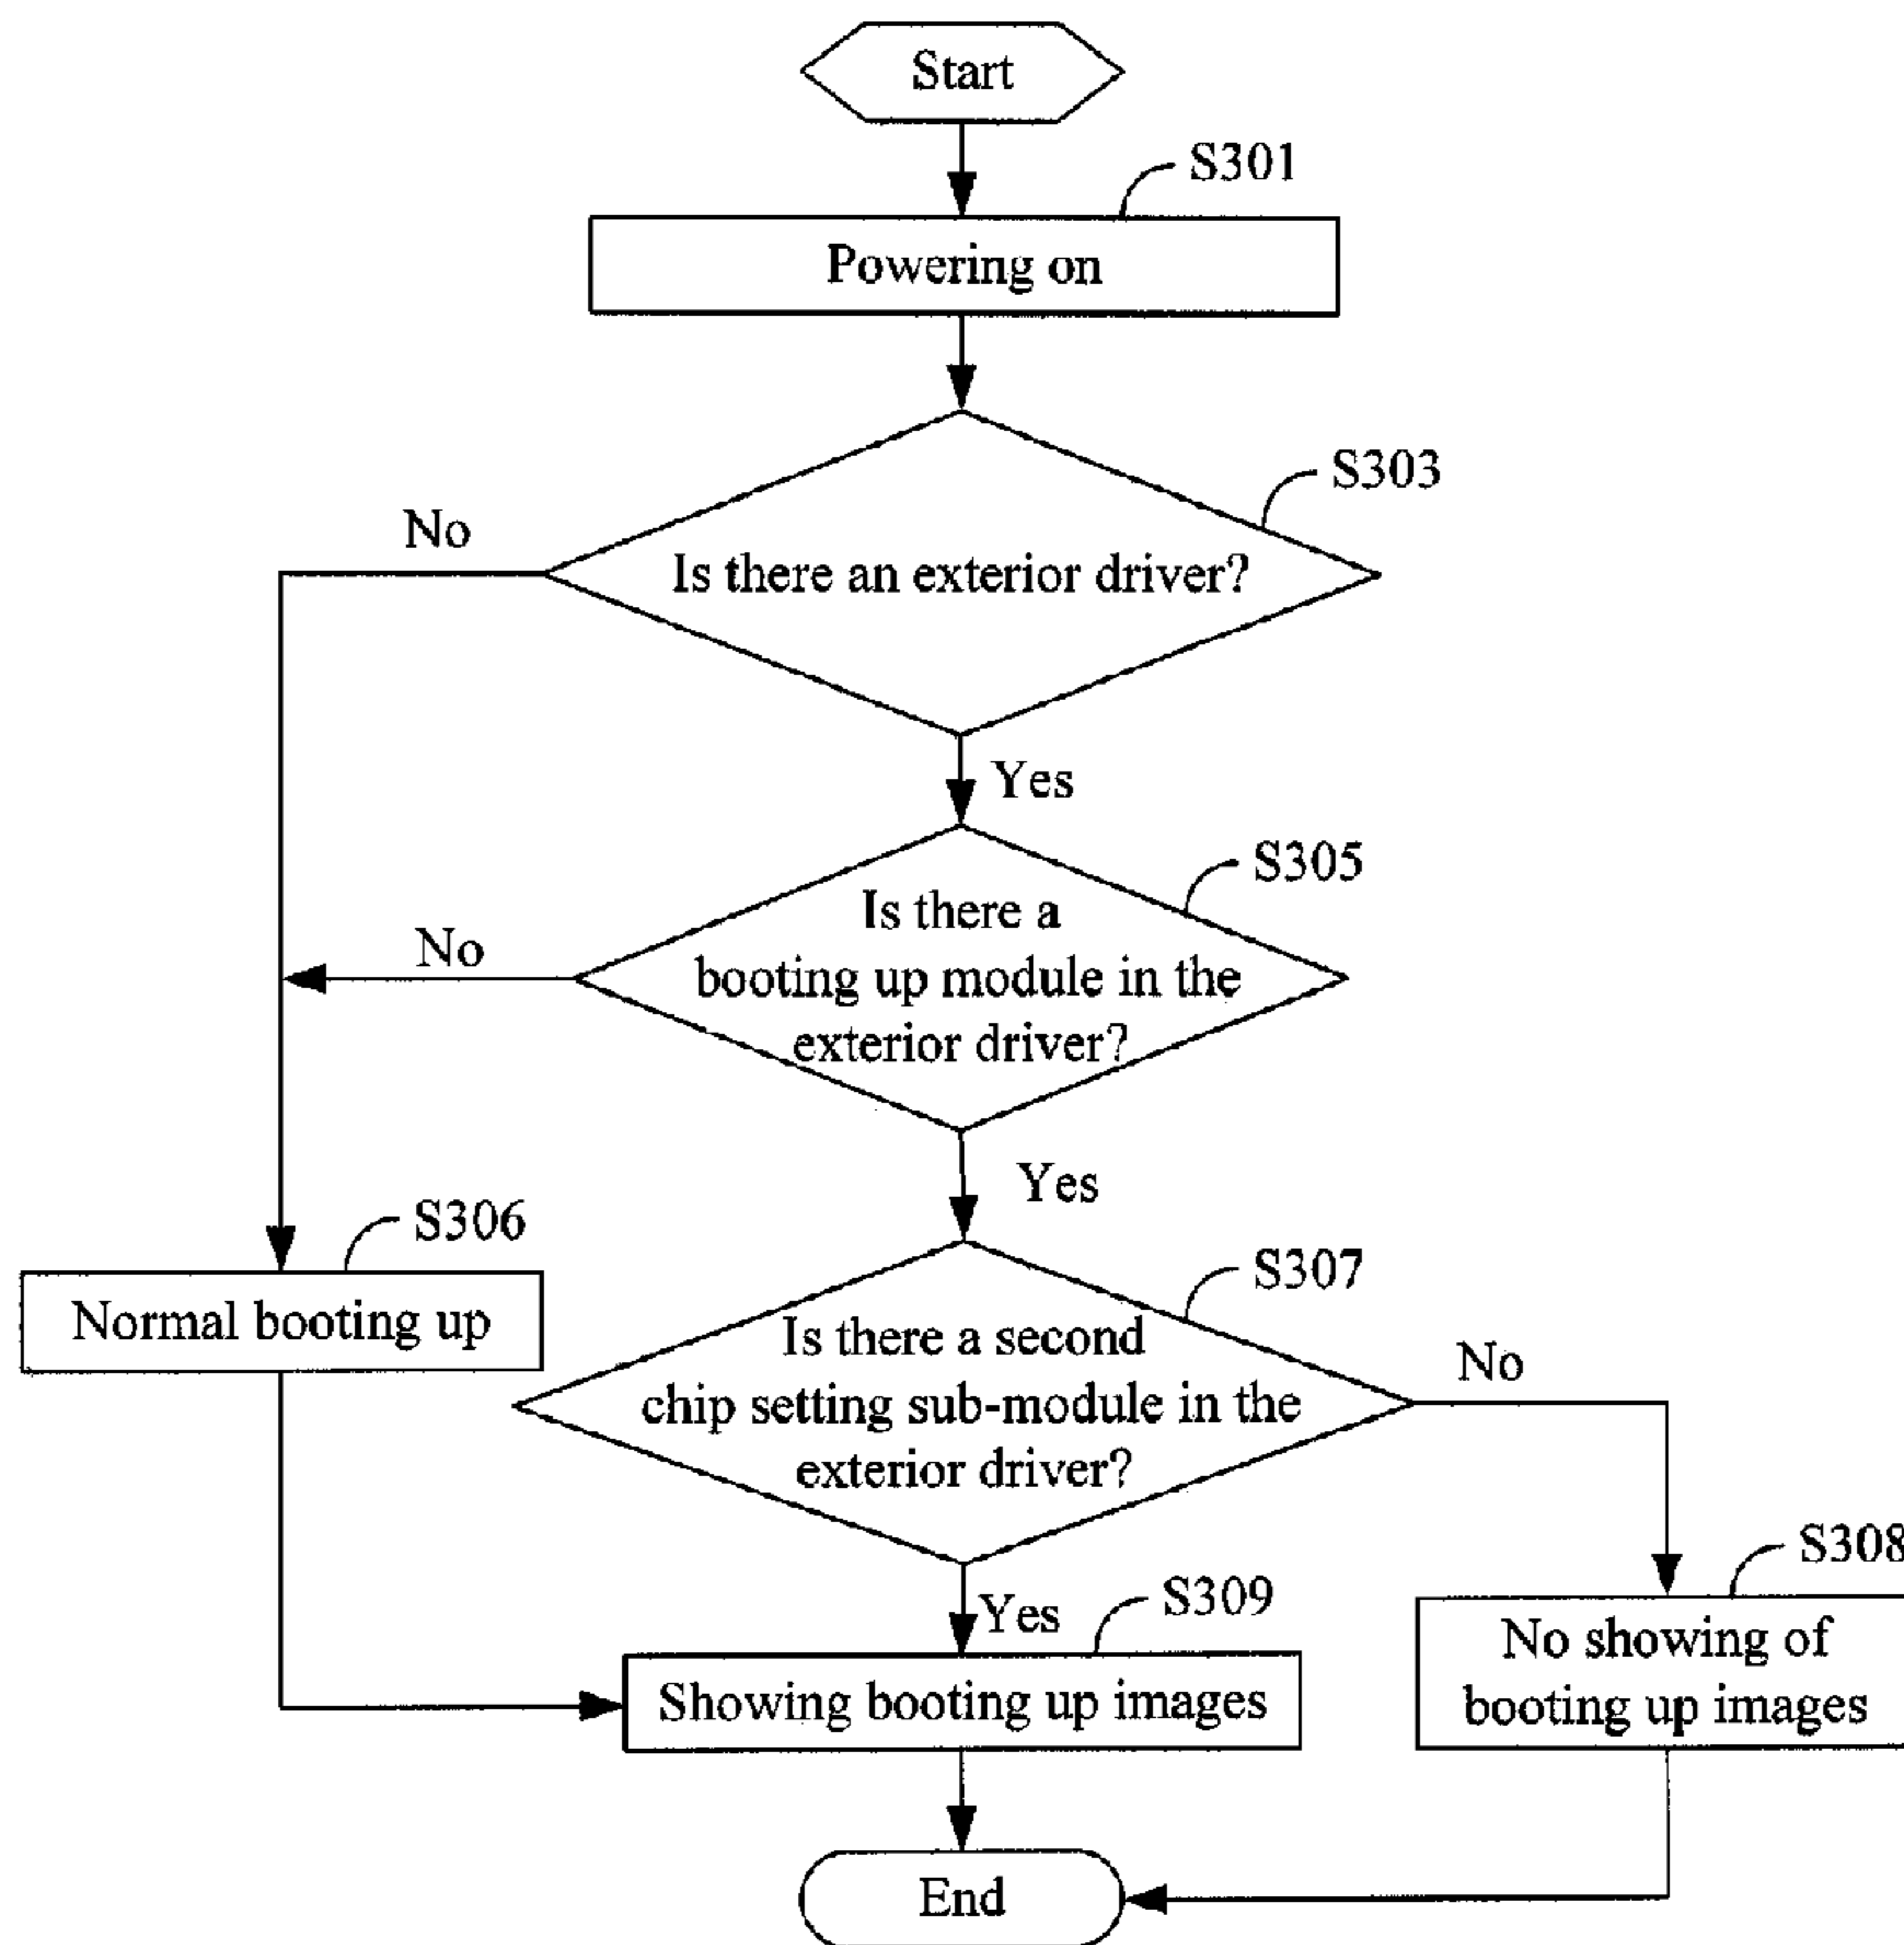 Start
S301
Powering on
S303
No
Is there an exterior driver?
Yes
S305
Is there a
No
booting up module in the
exterior driver?
Yes
S306
S307
Normal booting up
Is there a second
No
chip setting sub-module in the
exterior driver?
S308
Yes
S309
No showing of
Showing booting up images
booting up images
End